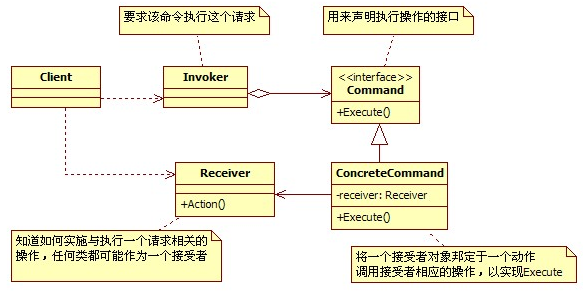 要求该命令执行这个请求
用来声明执行操作的接口
Client
Invoker
<<interface>>
Command
+Execute()
Receiver
+Action()
ConcreteCommand
-receiver: Receiver
+Execute()
知道如何实施与执行一个请求相关的
操作，任何类都可能作为一个接受者
将一个接受者对象邦定于一个动作
调用接受者相应的操作，以实现Execute